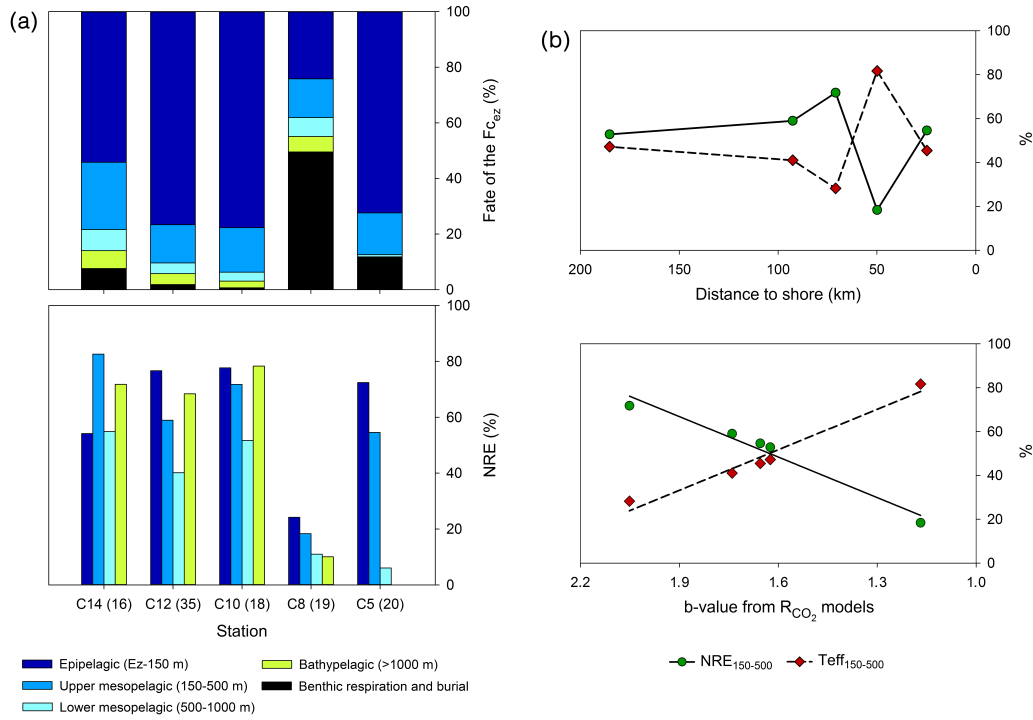 (a)
100
80
60
40
20
0
Fate of the Fc_ez (%)
100
80
60
40
20
0
NRE (%)
C14 (16) C12 (35) C10 (18) C8 (19) C5 (20)
Station
Epipelagic (Ez-150 m)
Upper mesopelagic (150-500 m)
Lower mesopelagic (500-1000 m)
Bathypelagic (>1000 m)
Benthic respiration and burial
(b)
100
80
60
40
20
0
%
200 150 100 50 0
Distance to shore (km)
100
80
60
40
20
0
%
2.2 1.9 1.6 1.3 1.0
b-value from R_CO2 models
NRE_150-500 Teff_150-500